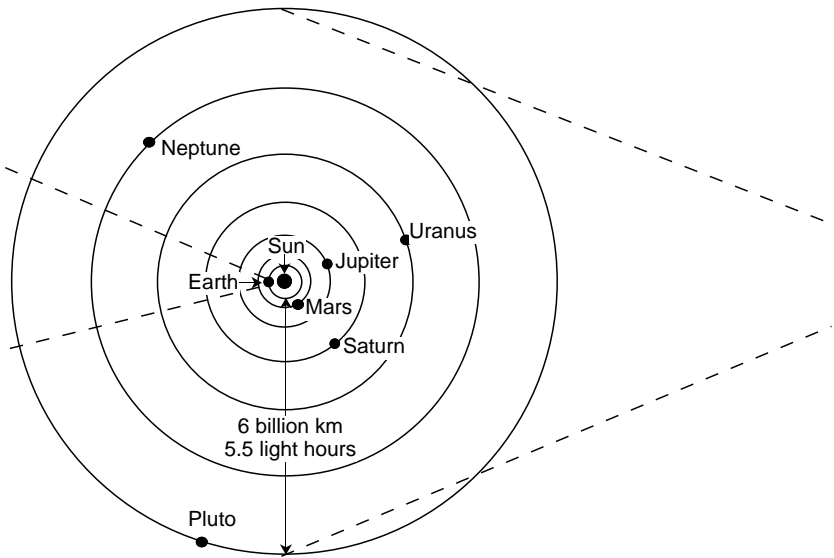 Neptune
Uranus
Sun
Jupiter
Earth
Mars
Saturn
6 billion km
5.5 light hours
Pluto